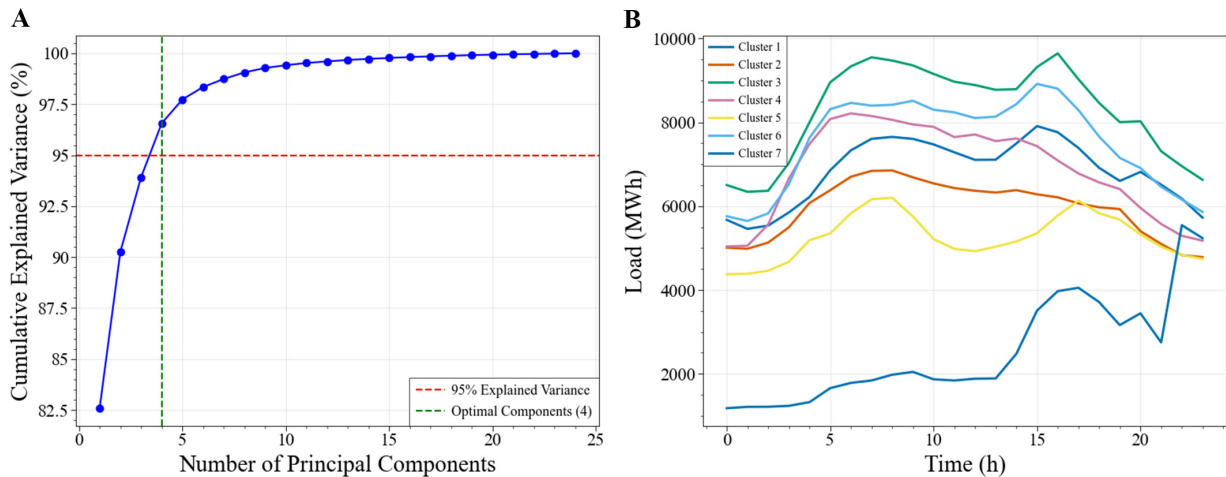 A
Cumulative Explained Variance (%)
100
97.5
95
92.5
90
87.5
85
82.5
0
5
10
15
20
25
Number of Principal Components
95% Explained Variance
Optimal Components (4)
B
Load (MWh)
10000
8000
6000
4000
2000
0
5
10
15
20
Time (h)
Cluster 1
Cluster 2
Cluster 3
Cluster 4
Cluster 5
Cluster 6
Cluster 7